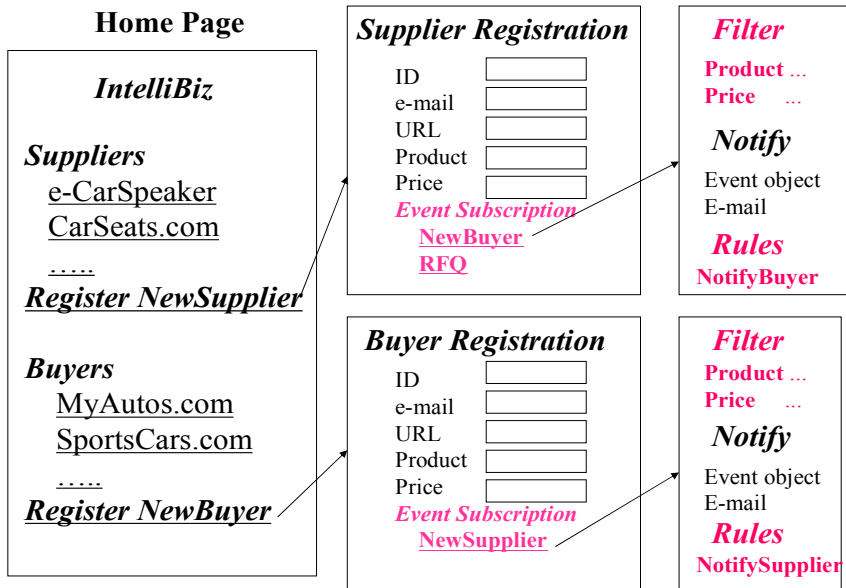 Home Page
IntelliBiz
Suppliers
e-CarSpeaker
CarSeats.com
…..
Register NewSupplier
Buyers
MyAutos.com
SportsCars.com
…..
Register NewBuyer
Supplier Registration
ID
e-mail
URL
Product
Price
Event Subscription
NewBuyer
RFQ
Filter
Product ...
Price ...
Notify
Event object
E-mail
Rules
NotifyBuyer
Buyer Registration
ID
e-mail
URL
Product
Price
Event Subscription
NewSupplier
Filter
Product ...
Price ...
Notify
Event object
E-mail
Rules
NotifySupplier